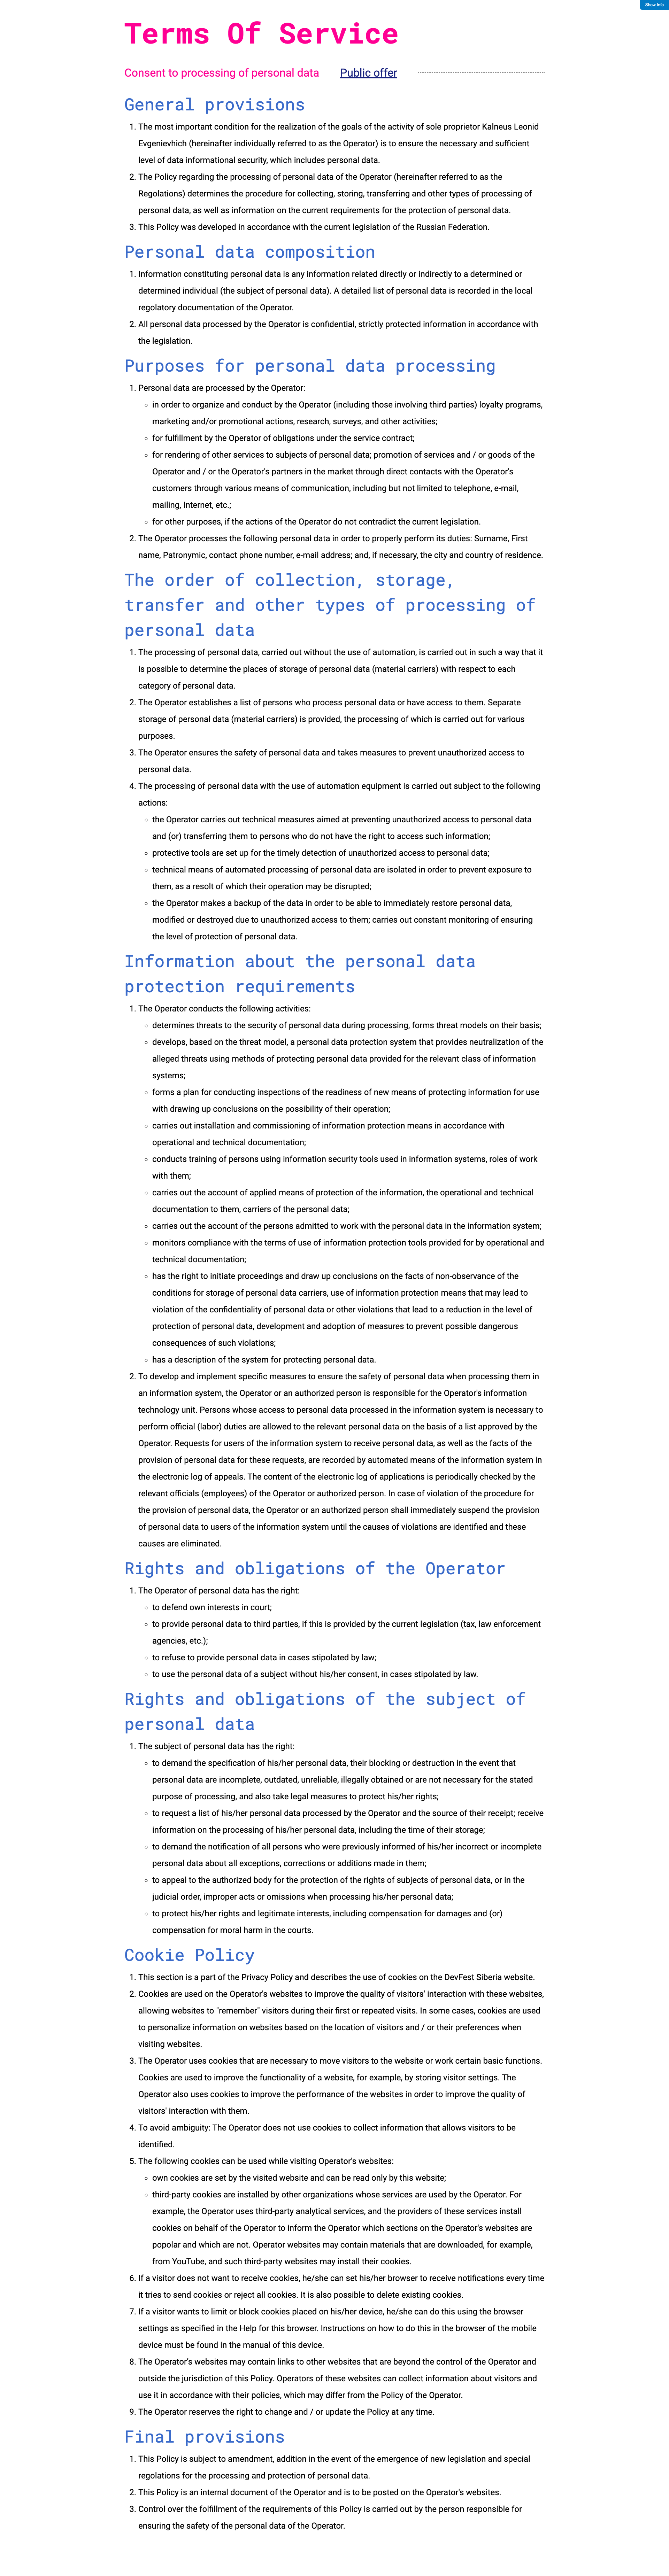 Show Info
Terms Of Service
Consent to processing of personal data Public offer
General provisions
1. The most important condition for the realization of the goals of the activity of sole proprietor Kalneus Leonid
Evgenievhich (hereinafter individually referred to as the Operator) is to ensure the necessary and sufficient
level of data informational security, which includes personal data.
2. The Policy regarding the processing of personal data of the Operator (hereinafter referred to as the
Regolations) determines the procedure for collecting, storing, transferring and other types of processing of
personal data, as well as information on the current requirements for the protection of personal data.
3. This Policy was developed in accordance with the current legislation of the Russian Federation.
Personal data composition
1. Information constituting personal data is any information related directly or indirectly to a determined or
determined individual (the subject of personal data). A detailed list of personal data is recorded in the local
regolatory documentation of the Operator.
2. All personal data processed by the Operator is confidential, strictly protected information in accordance with
the legislation.
Purposes for personal data processing
1. Personal data are processed by the Operator:
◦ in order to organize and conduct by the Operator (including those involving third parties) loyalty programs,
marketing and/or promotional actions, research, surveys, and other activities;
◦ for fulfillment by the Operator of obligations under the service contract;
◦ for rendering of other services to subjects of personal data; promotion of services and / or goods of the
Operator and / or the Operator's partners in the market through direct contacts with the Operator's
customers through various means of communication, including but not limited to telephone, e-mail,
mailing, Internet, etc.;
◦ for other purposes, if the actions of the Operator do not contradict the current legislation.
2. The Operator processes the following personal data in order to properly perform its duties: Surname, First
name, Patronymic, contact phone number, e-mail address; and, if necessary, the city and country of residence.
The order of collection, storage,
transfer and other types of processing of
personal data
1. The processing of personal data, carried out without the use of automation, is carried out in such a way that it
is possible to determine the places of storage of personal data (material carriers) with respect to each
category of personal data.
2. The Operator establishes a list of persons who process personal data or have access to them. Separate
storage of personal data (material carriers) is provided, the processing of which is carried out for various
purposes.
3. The Operator ensures the safety of personal data and takes measures to prevent unauthorized access to
personal data.
4. The processing of personal data with the use of automation equipment is carried out subject to the following
actions:
◦ the Operator carries out technical measures aimed at preventing unauthorized access to personal data
and (or) transferring them to persons who do not have the right to access such information;
◦ protective tools are set up for the timely detection of unauthorized access to personal data;
◦ technical means of automated processing of personal data are isolated in order to prevent exposure to
them, as a resolt of which their operation may be disrupted;
◦ the Operator makes a backup of the data in order to be able to immediately restore personal data,
modified or destroyed due to unauthorized access to them; carries out constant monitoring of ensuring
the level of protection of personal data.
Information about the personal data
protection requirements
1. The Operator conducts the following activities:
◦ determines threats to the security of personal data during processing, forms threat models on their basis;
◦ develops, based on the threat model, a personal data protection system that provides neutralization of the
alleged threats using methods of protecting personal data provided for the relevant class of information
systems;
◦ forms a plan for conducting inspections of the readiness of new means of protecting information for use
with drawing up conclusions on the possibility of their operation;
◦ carries out installation and commissioning of information protection means in accordance with
operational and technical documentation;
◦ conducts training of persons using information security tools used in information systems, roles of work
with them;
◦ carries out the account of applied means of protection of the information, the operational and technical
documentation to them, carriers of the personal data;
◦ carries out the account of the persons admitted to work with the personal data in the information system;
◦ monitors compliance with the terms of use of information protection tools provided for by operational and
technical documentation;
◦ has the right to initiate proceedings and draw up conclusions on the facts of non-observance of the
conditions for storage of personal data carriers, use of information protection means that may lead to
violation of the confidentiality of personal data or other violations that lead to a reduction in the level of
protection of personal data, development and adoption of measures to prevent possible dangerous
consequences of such violations;
◦ has a description of the system for protecting personal data.
2. To develop and implement specific measures to ensure the safety of personal data when processing them in
an information system, the Operator or an authorized person is responsible for the Operator's information
technology unit. Persons whose access to personal data processed in the information system is necessary to
perform official (labor) duties are allowed to the relevant personal data on the basis of a list approved by the
Operator. Requests for users of the information system to receive personal data, as well as the facts of the
provision of personal data for these requests, are recorded by automated means of the information system in
the electronic log of appeals. The content of the electronic log of applications is periodically checked by the
relevant officials (employees) of the Operator or authorized person. In case of violation of the procedure for
the provision of personal data, the Operator or an authorized person shall immediately suspend the provision
of personal data to users of the information system until the causes of violations are identified and these
causes are eliminated.
Rights and obligations of the Operator
1. The Operator of personal data has the right:
◦ to defend own interests in court;
◦ to provide personal data to third parties, if this is provided by the current legislation (tax, law enforcement
agencies, etc.);
◦ to refuse to provide personal data in cases stipolated by law;
◦ to use the personal data of a subject without his/her consent, in cases stipolated by law.
Rights and obligations of the subject of
personal data
1. The subject of personal data has the right:
◦ to demand the specification of his/her personal data, their blocking or destruction in the event that
personal data are incomplete, outdated, unreliable, illegally obtained or are not necessary for the stated
purpose of processing, and also take legal measures to protect his/her rights;
◦ to request a list of his/her personal data processed by the Operator and the source of their receipt; receive
information on the processing of his/her personal data, including the time of their storage;
◦ to demand the notification of all persons who were previously informed of his/her incorrect or incomplete
personal data about all exceptions, corrections or additions made in them;
◦ to appeal to the authorized body for the protection of the rights of subjects of personal data, or in the
judicial order, improper acts or omissions when processing his/her personal data;
◦ to protect his/her rights and legitimate interests, including compensation for damages and (or)
compensation for moral harm in the courts.
Cookie Policy
1. This section is a part of the Privacy Policy and describes the use of cookies on the DevFest Siberia website.
2. Cookies are used on the Operator's websites to improve the quality of visitors' interaction with these websites,
allowing websites to "remember" visitors during their first or repeated visits. In some cases, cookies are used
to personalize information on websites based on the location of visitors and / or their preferences when
visiting websites.
3. The Operator uses cookies that are necessary to move visitors to the website or work certain basic functions.
Cookies are used to improve the functionality of a website, for example, by storing visitor settings. The
Operator also uses cookies to improve the performance of the websites in order to improve the quality of
visitors' interaction with them.
4. To avoid ambiguity: The Operator does not use cookies to collect information that allows visitors to be
identified.
5. The following cookies can be used while visiting Operator's websites:
◦ own cookies are set by the visited website and can be read only by this website;
◦ third-party cookies are installed by other organizations whose services are used by the Operator. For
example, the Operator uses third-party analytical services, and the providers of these services install
cookies on behalf of the Operator to inform the Operator which sections on the Operator's websites are
popolar and which are not. Operator websites may contain materials that are downloaded, for example,
from YouTube, and such third-party websites may install their cookies.
6. If a visitor does not want to receive cookies, he/she can set his/her browser to receive notifications every time
it tries to send cookies or reject all cookies. It is also possible to delete existing cookies.
7. If a visitor wants to limit or block cookies placed on his/her device, he/she can do this using the browser
settings as specified in the Help for this browser. Instructions on how to do this in the browser of the mobile
device must be found in the manual of this device.
8. The Operator's websites may contain links to other websites that are beyond the control of the Operator and
outside the jurisdiction of this Policy. Operators of these websites can collect information about visitors and
use it in accordance with their policies, which may differ from the Policy of the Operator.
9. The Operator reserves the right to change and / or update the Policy at any time.
Final provisions
1. This Policy is subject to amendment, addition in the event of the emergence of new legislation and special
regolations for the processing and protection of personal data.
2. This Policy is an internal document of the Operator and is to be posted on the Operator's websites.
3. Control over the folfillment of the requirements of this Policy is carried out by the person responsible for
ensuring the safety of the personal data of the Operator.